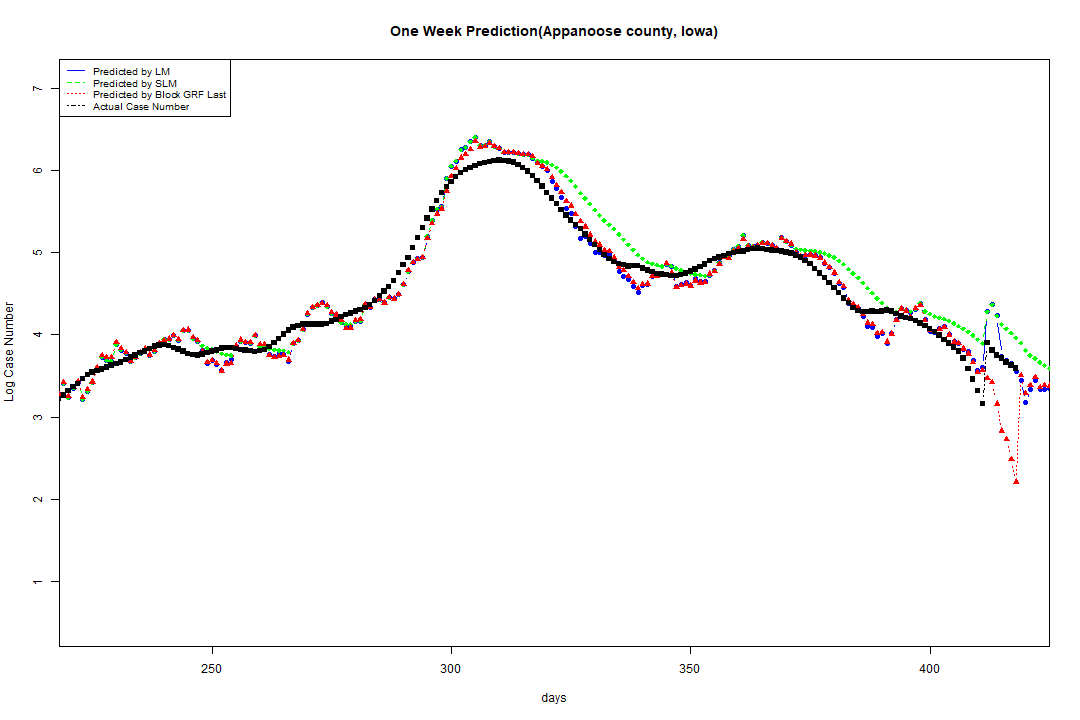 One Week Prediction(Appanoose county, Iowa)
Predicted by LM
Predicted by SLM
Predicted by Block GRF Last
Actual Case Number
7
6
5
4
3
2
1
Log Case Number
250 300 350 400
days